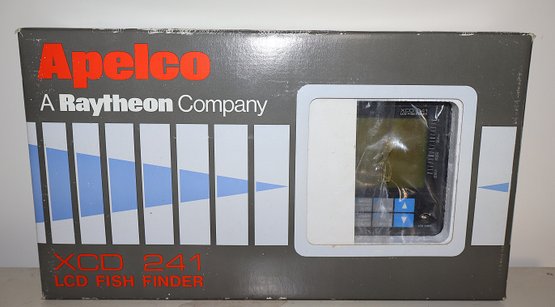 Apelco
A Raytheon Company
XCD 241
LCD FISH FINDER